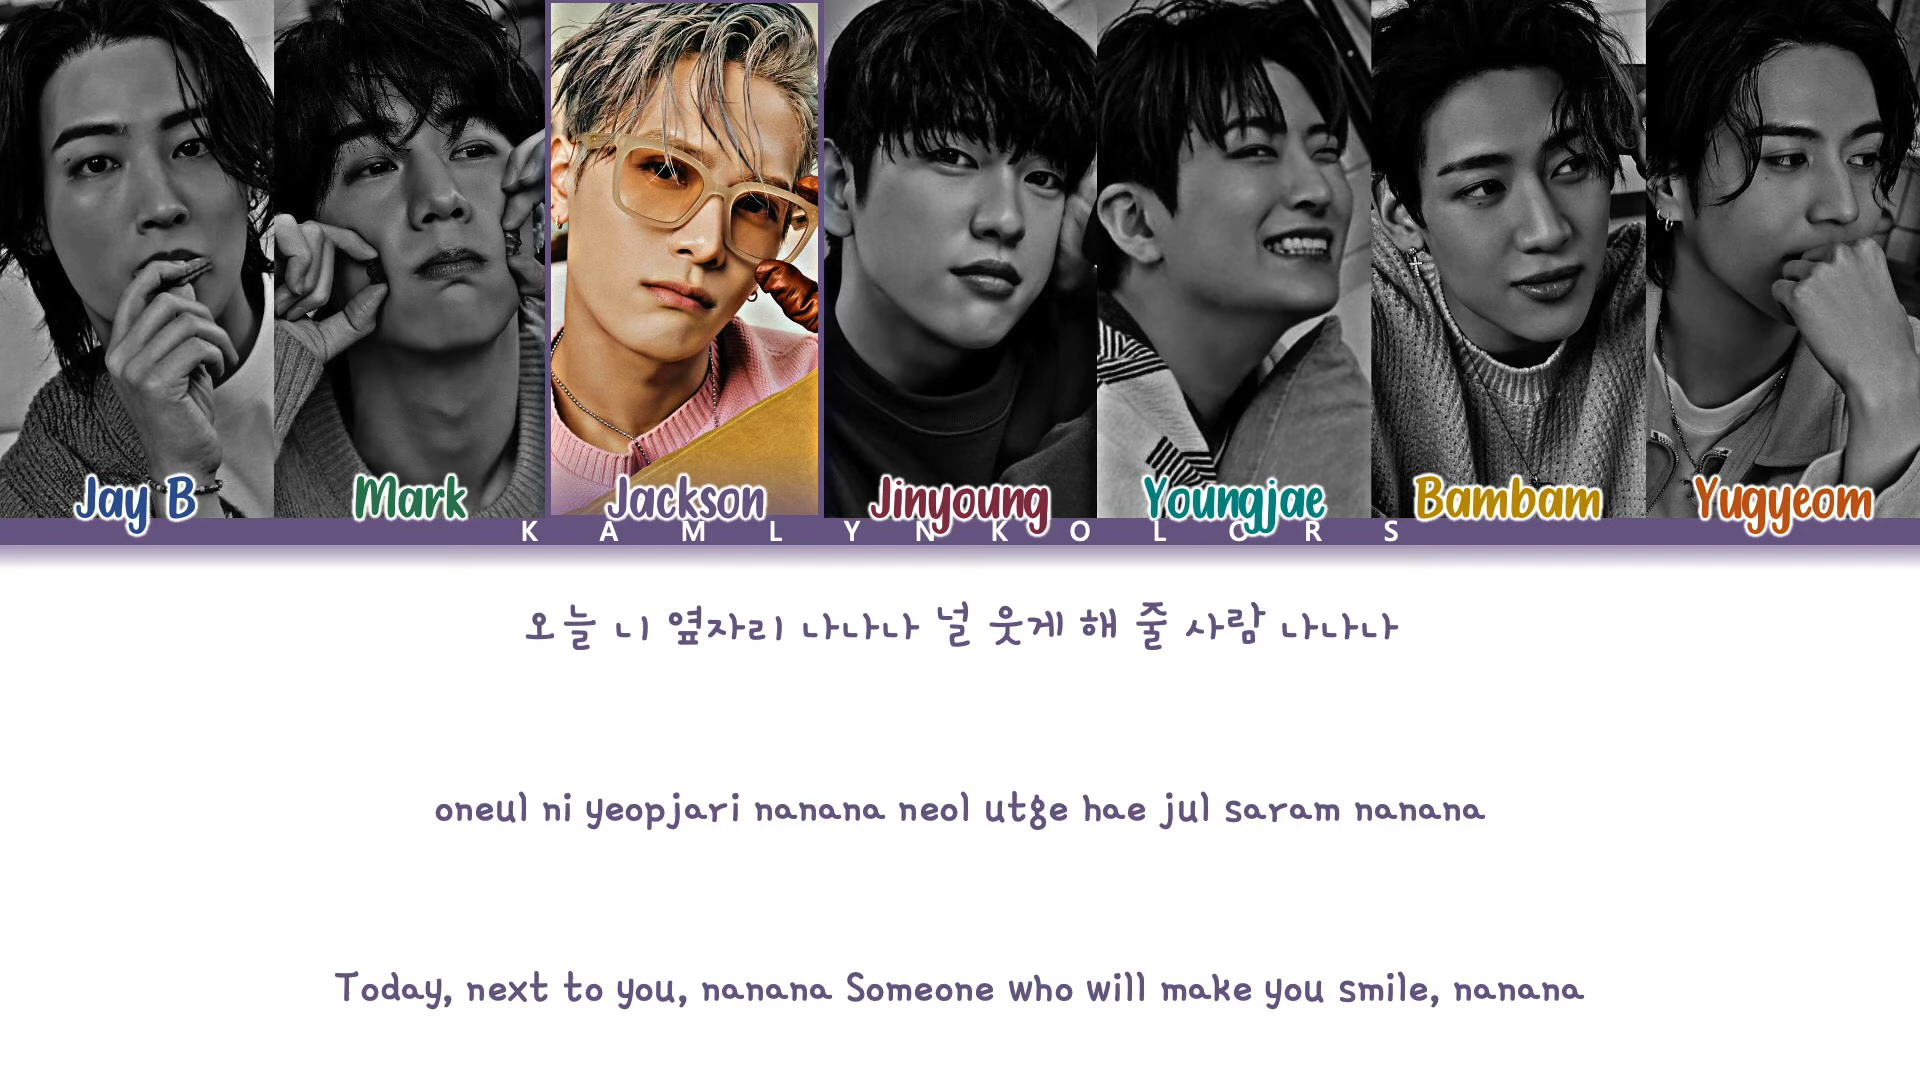 Jay B Mark Jackson Jinyoung Youngjae Bambam Yugyeom
KAMLYNKOLORS
오늘 니 옆자리 나나나 널 웃게 해 줄 사람 나나나
oneul ni yeopjari nanana neol utge hae jul saram nanana
Today, next to you, nanana Someone who will make you smile, nanana